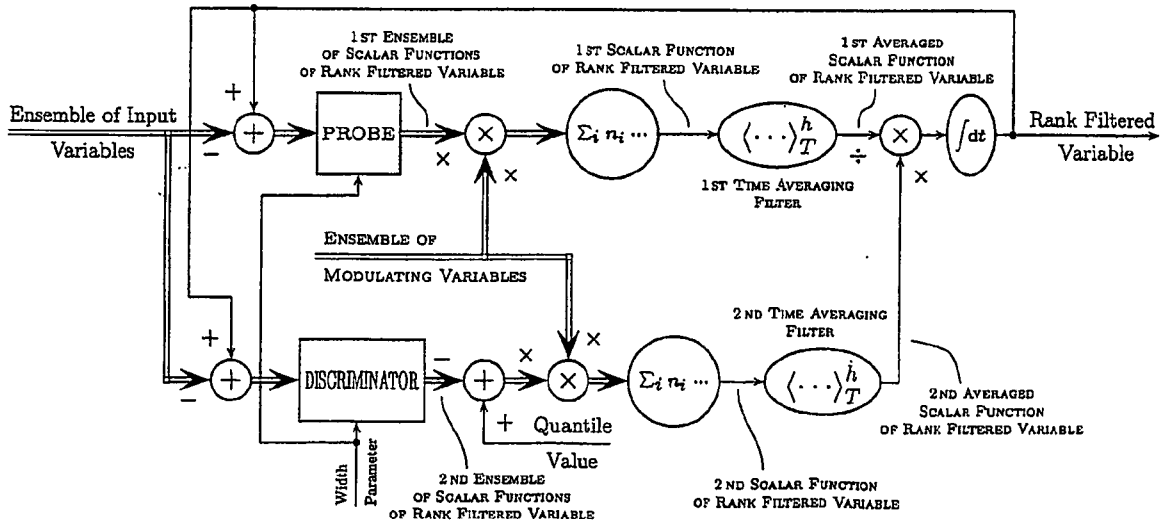 1ST ENSEMBLE
OF SCALAR FUNCTIONS
OF RANK FILTERED VARIABLE
1ST SCALAR FUNCTION
OF RANK FILTERED VARIABLE
1ST AVERAGED
SCALAR FUNCTION
OF RANK FILTERED VARIABLE
Ensemble of Input
Variables
+
−
+
PROBE
×
×
×
Σi ni ···
⟨···⟩ h T
÷
×
×
∫dt
Rank Filtered
Variable
1ST TIME AVERAGING
FILTER
ENSEMBLE OF
MODULATING VARIABLES
2ND TIME AVERAGING
FILTER
+
−
+
DISCRIMINATOR
−
+
+
×
×
×
Σi ni ···
⟨···⟩ ḣ T
Quantile
Value
2ND AVERAGED
SCALAR FUNCTION
OF RANK FILTERED VARIABLE
Width
Parameter
2ND ENSEMBLE
OF SCALAR FUNCTIONS
OF RANK FILTERED VARIABLE
2ND SCALAR FUNCTION
OF RANK FILTERED VARIABLE